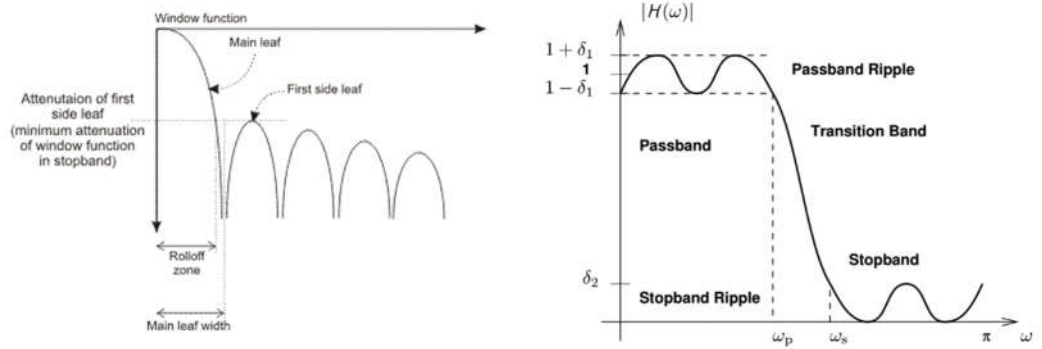 Window function
Main leaf
First side leaf
Attenutaion of first
side leaf
(minimum attenuation
of window function
in stopband)
Rolloff
zone
Main leaf width
|H(ω)|
1 + δ₁
1
1 − δ₁
Passband Ripple
Transition Band
Passband
Stopband
δ₂
Stopband Ripple
ωp
ωs
π
ω